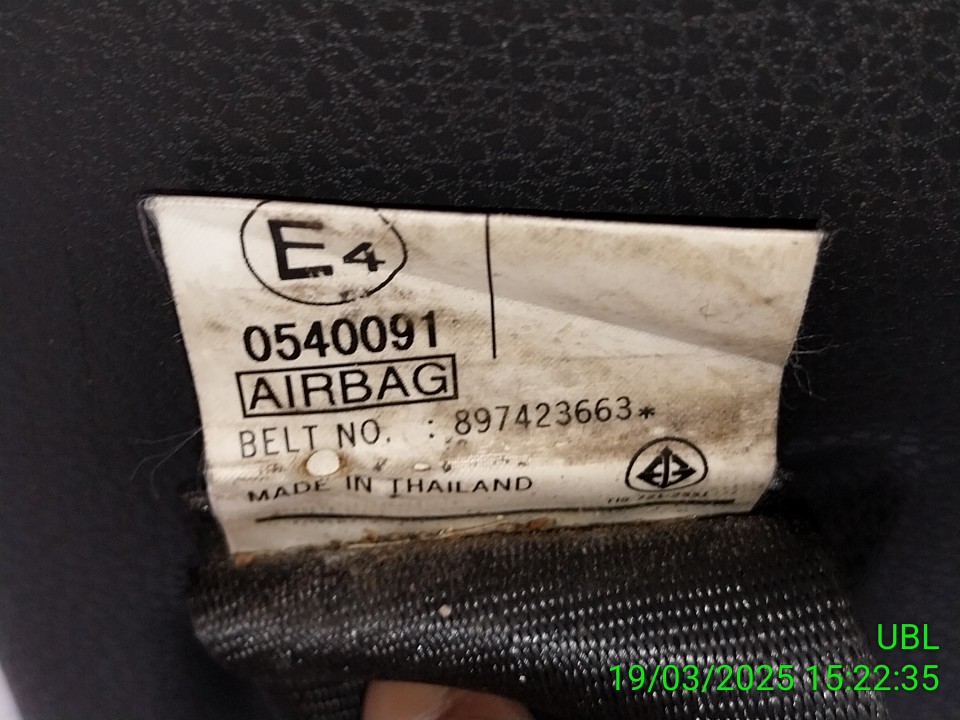 E4
0540091
AIRBAG
BELT NO. : 897423663*
MADE IN THAILAND
UBL
19/03/2025 15:22:35